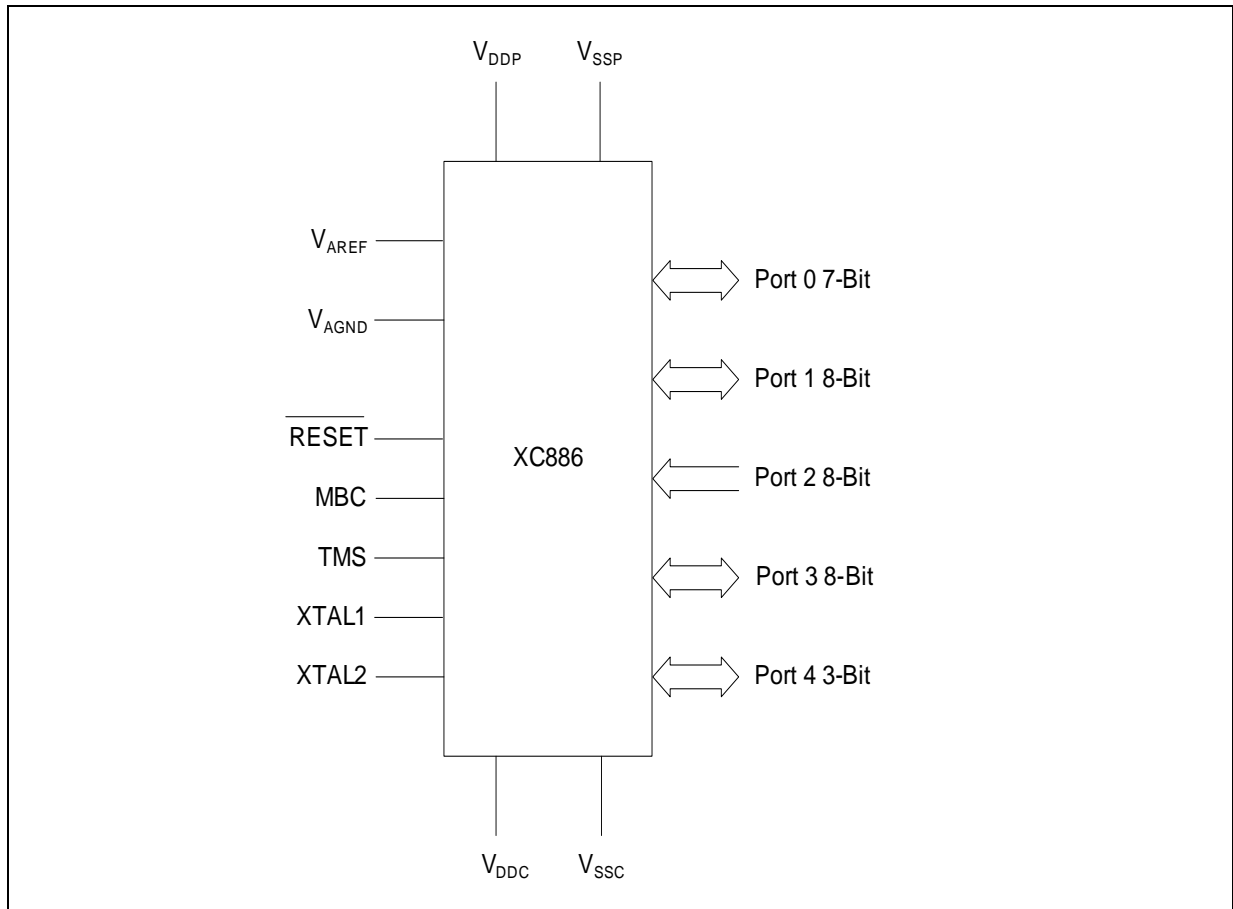 VDDP VSSP
VAREF
VAGND
RESET
MBC
TMS
XTAL1
XTAL2
XC886
Port 0 7-Bit
Port 1 8-Bit
Port 2 8-Bit
Port 3 8-Bit
Port 4 3-Bit
VDDC VSSC